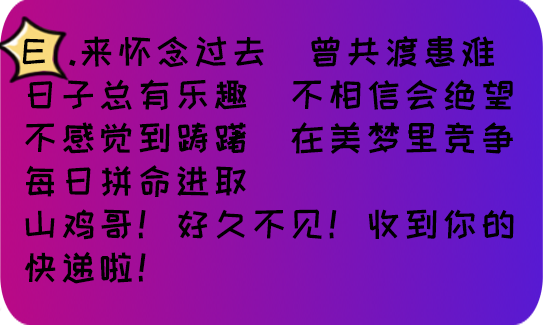 E.来怀念过去 曾共渡患难
日子总有乐趣 不相信会绝望
不感觉到踌躇 在美梦里竞争
每日拼命进取
山鸡哥！好久不见！收到你的
快递啦！